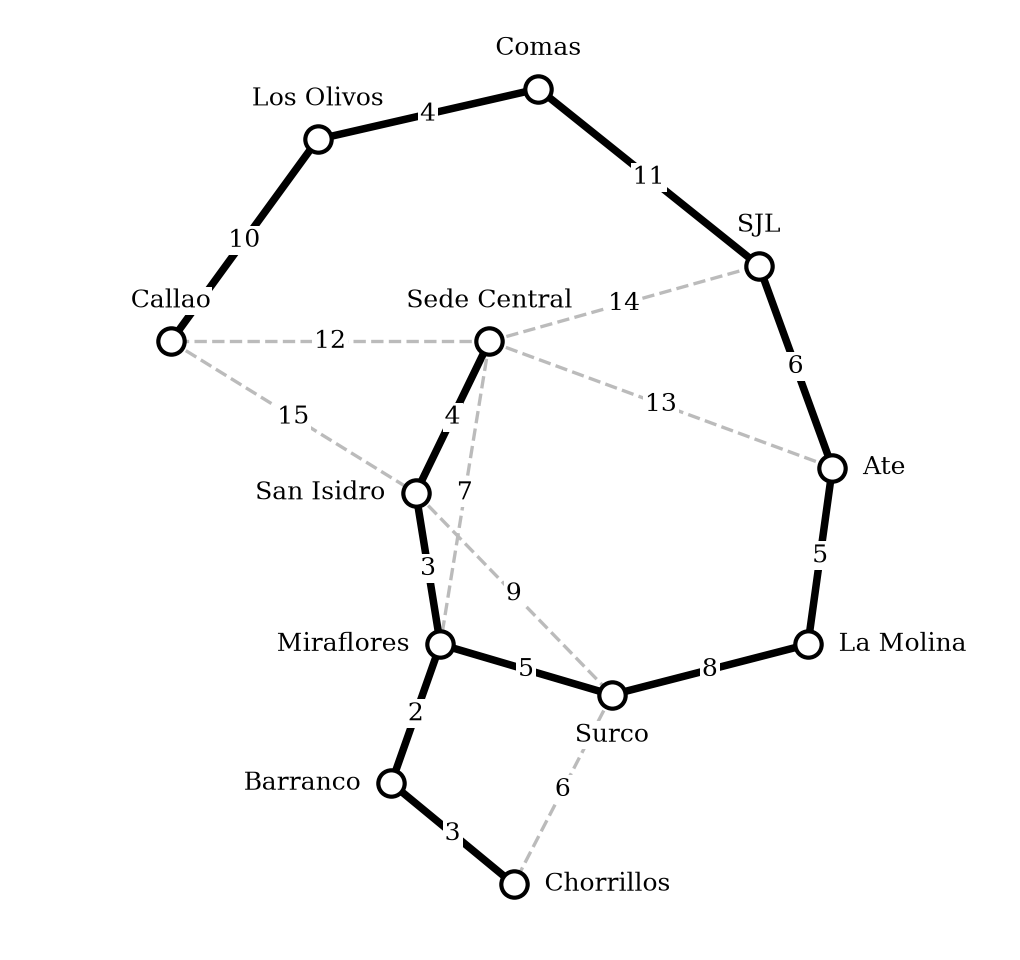 Comas
Los Olivos
4
11
SJL
10
Callao
Sede Central
14
12
6
13
15
4
San Isidro
7
Ate
5
3
9
Miraflores
La Molina
5
8
2
Surco
Barranco
6
3
Chorrillos